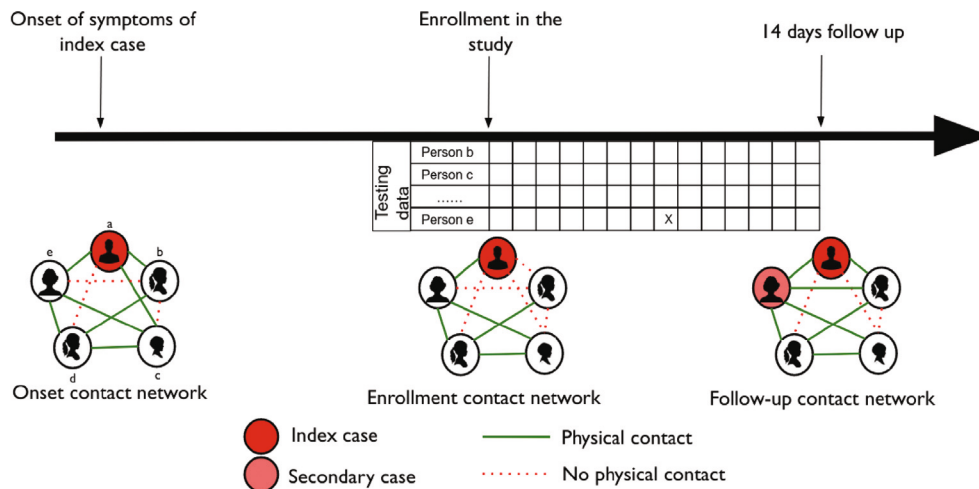 Onset of symptoms of
index case
Enrollment in the
study
14 days follow up
Testing
data
Person b
Person c
......
Person e
X
a
b
c
d
e
Onset contact network
Enrollment contact network
Follow-up contact network
Index case
Physical contact
Secondary case
No physical contact